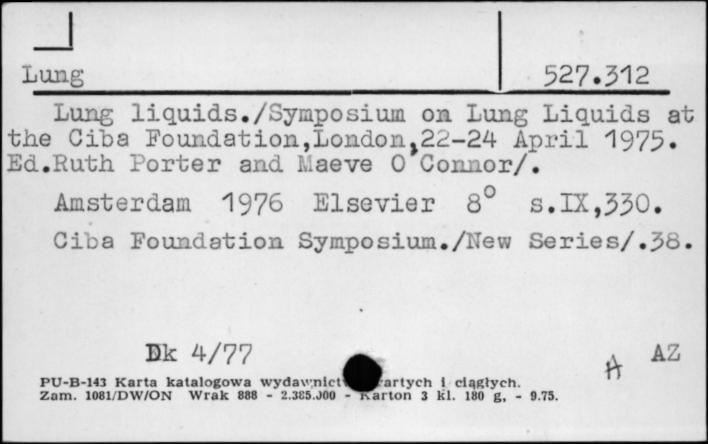 Lung 527.312
Lung liquids./Symposium on Lung Liquids at
the Ciba Foundation,London,22-24 April 1975.
Ed.Ruth Porter and Maeve O'Connor/.
Amsterdam 1976 Elsevier 8° s.IX,330.
Ciba Foundation Symposium./New Series/.38.
Dk 4/77 A AZ
PU-B-143 Karta katalogowa i ciągłych.
Zam. 1081/DW/ON Wrak 888 - 2.385.000 - Karton 3 kl. 180 g, - 9.75.